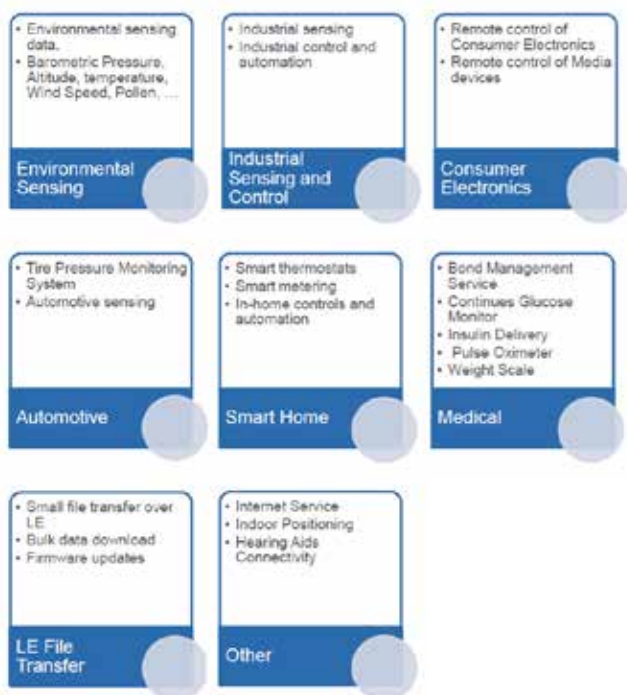 • Environmental sensing
data,
• Barometric Pressure,
Altitude, temperature,
Wind Speed, Pollen, ...
Environmental
Sensing
• Industrial sensing
• Industrial control and
automation
Industrial
Sensing and
Control
• Remote control of
Consumer Electronics
• Remote control of Media
devices
Consumer
Electronics
• Tire Pressure Monitoring
System
• Automotive sensing
Automotive
• Smart thermostats
• Smart metering
• In-home controls and
automation
Smart Home
• Bond Management
Service
• Continues Glucose
Monitor
• Insulin Delivery
• Pulse Oximeter
• Weight Scale
Medical
• Small file transfer over
LE
• Bulk data download
• Firmware updates
LE File
Transfer
• Internet Service
• Indoor Positioning
• Hearing Aids
Connectivity
Other